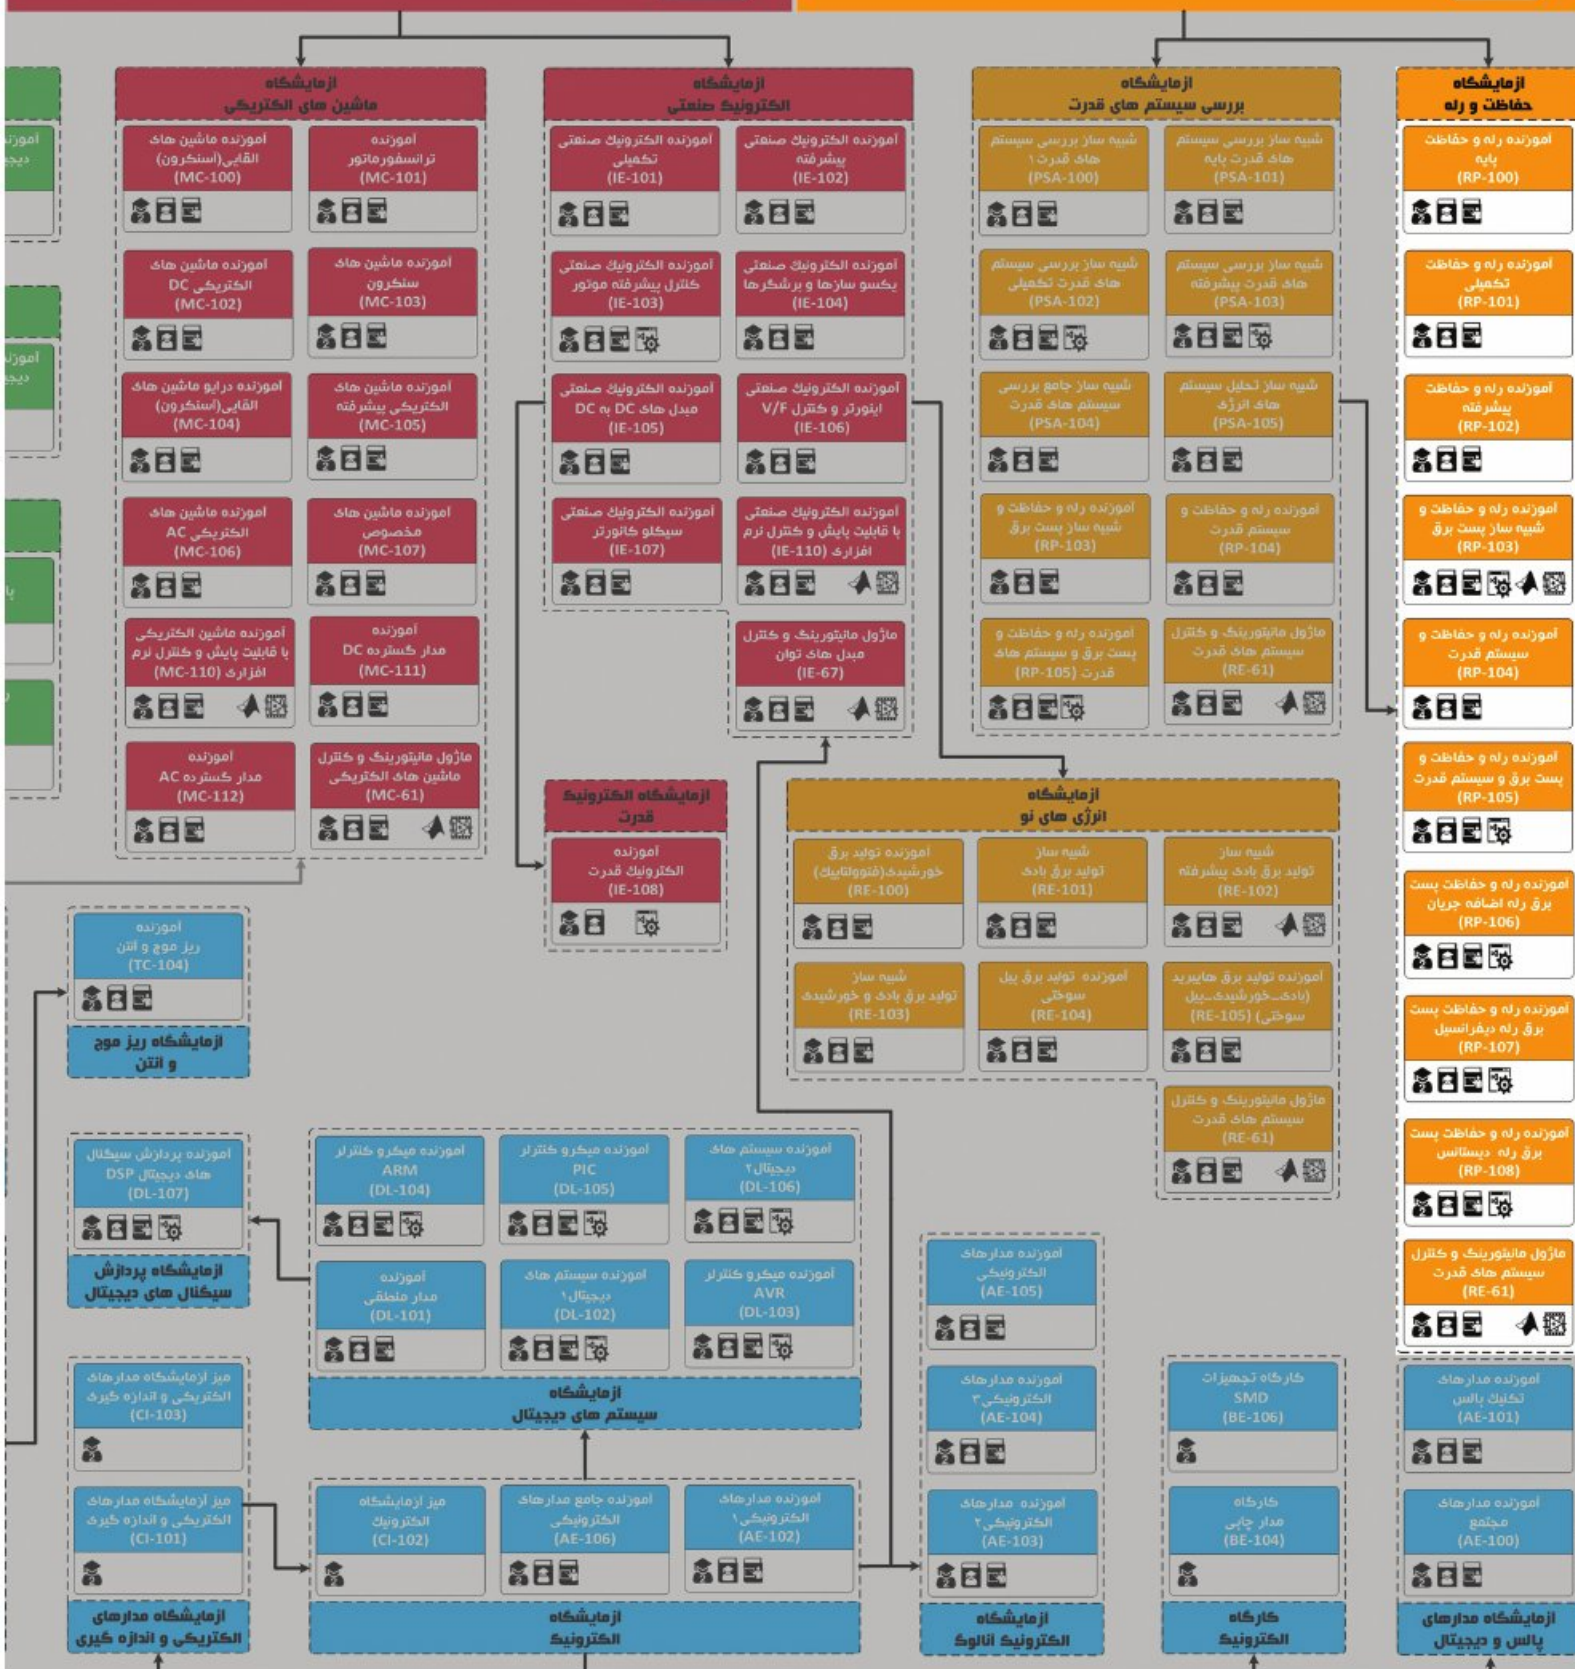 آزمایشگاه
حفاظت و رله
آموزنده رله و حفاظت
پایه
(RP-100)
آموزنده رله و حفاظت
تکمیلی
(RP-101)
آموزنده رله و حفاظت
پیشرفته
(RP-102)
آموزنده رله و حفاظت و
شبیه ساز پست برق
(RP-103)
آموزنده رله و حفاظت و
سیستم قدرت
(RP-104)
آموزنده رله و حفاظت و
پست برق و سیستم قدرت
(RP-105)
آموزنده رله و حفاظت پست
برق رله اضافه جریان
(RP-106)
آموزنده رله و حفاظت پست
برق رله دیفرانسیل
(RP-107)
آموزنده رله و حفاظت پست
برق رله دیستانس
(RP-108)
ماژول مانیتورینگ و کنترل
سیستم های قدرت
(RE-61)
آزمایشگاه
بررسی سیستم های قدرت
شبیه ساز بررسی سیستم
های قدرت پایه
(PSA-101)
شبیه ساز بررسی سیستم
های قدرت ۱
(PSA-100)
شبیه ساز بررسی سیستم
های قدرت پیشرفته
(PSA-103)
شبیه ساز بررسی سیستم
های قدرت تکمیلی
(PSA-102)
شبیه ساز تحلیل سیستم
های انرژی
(PSA-105)
شبیه ساز جامع بررسی
سیستم های قدرت
(PSA-104)
آموزنده رله و حفاظت و
سیستم قدرت
(RP-104)
آموزنده رله و حفاظت و
شبیه ساز پست برق
(RP-103)
ماژول مانیتورینگ و کنترل
سیستم های قدرت
(RE-61)
آموزنده رله و حفاظت و
پست برق و سیستم های
قدرت (RP-105)
آزمایشگاه
الکترونیک صنعتی
آموزنده الکترونیک صنعتی
پیشرفته
(IE-102)
آموزنده الکترونیک صنعتی
تکمیلی
(IE-101)
آموزنده الکترونیک صنعتی
یکسو سازها و برشگرها
(IE-104)
آموزنده الکترونیک صنعتی
کنترل پیشرفته موتور
(IE-103)
آموزنده الکترونیک صنعتی
اینورتر و کنترل V/F
(IE-106)
آموزنده الکترونیک صنعتی
مبدل های DC به DC
(IE-105)
آموزنده الکترونیک صنعتی
با قابلیت پایش و کنترل نرم
افزاری (IE-110)
آموزنده الکترونیک صنعتی
سیکلو کانورتر
(IE-107)
ماژول مانیتورینگ و کنترل
مبدل های توان
(IE-67)
آزمایشگاه
ماشین های الکتریکی
آموزنده
ترانسفورماتور
(MC-101)
آموزنده ماشین های
القایی(آسنکرون)
(MC-100)
آموزنده ماشین های
سنکرون
(MC-103)
آموزنده ماشین های
الکتریکی DC
(MC-102)
آموزنده ماشین های
الکتریکی پیشرفته
(MC-105)
آموزنده درایو ماشین های
القایی(آسنکرون)
(MC-104)
آموزنده ماشین های
مخصوص
(MC-107)
آموزنده ماشین های
الکتریکی AC
(MC-106)
آموزنده
مدار گسترده DC
(MC-111)
آموزنده ماشین الکتریکی
با قابلیت پایش و کنترل نرم
افزاری (MC-110)
ماژول مانیتورینگ و کنترل
ماشین های الکتریکی
(MC-61)
آموزنده
مدار گسترده AC
(MC-112)
آزمایشگاه
انرژی های نو
شبیه ساز
تولید برق بادی پیشرفته
(RE-102)
شبیه ساز
تولید برق بادی
(RE-101)
آموزنده تولید برق
خورشیدی(فتوولتاییک)
(RE-100)
آموزنده تولید برق هایبرید
(بادی-خورشیدی-پیل
سوختی) (RE-105)
آموزنده تولید برق پیل
سوختی
(RE-104)
شبیه ساز
تولید برق بادی و خورشیدی
(RE-103)
ماژول مانیتورینگ و کنترل
سیستم های قدرت
(RE-61)
آزمایشگاه الکترونیک
قدرت
آموزنده
الکترونیک قدرت
(IE-108)
آموزنده
ریز موج و آنتن
(TC-104)
آزمایشگاه ریز موج
و آنتن
آموزنده سیستم های
دیجیتال۲
(DL-106)
آموزنده میکرو کنترلر
PIC
(DL-105)
آموزنده میکرو کنترلر
ARM
(DL-104)
آموزنده میکرو کنترلر
AVR
(DL-103)
آموزنده سیستم های
دیجیتال۱
(DL-102)
آموزنده
مدار منطقی
(DL-101)
آزمایشگاه
سیستم های دیجیتال
آموزنده پردازش سیگنال
های دیجیتال DSP
(DL-107)
آزمایشگاه پردازش
سیگنال های دیجیتال
آموزنده مدارهای
تکنیک پالس
(AE-101)
آموزنده مدارهای
مجتمع
(AE-100)
آزمایشگاه مدارهای
پالس و دیجیتال
کارگاه تجهیزات
SMD
(BE-106)
کارگاه
مدار چاپی
(BE-104)
کارگاه
الکترونیک
آموزنده مدارهای
الکترونیکی
(AE-105)
آموزنده مدارهای
الکترونیکی۳
(AE-104)
آموزنده مدارهای
الکترونیکی۲
(AE-103)
آزمایشگاه
الکترونیک آنالوگ
آموزنده مدارهای
الکترونیکی۱
(AE-102)
آموزنده جامع مدارهای
الکترونیکی
(AE-106)
میز آزمایشگاه
الکترونیک
(CI-102)
آزمایشگاه
الکترونیک
میز آزمایشگاه مدارهای
الکتریکی و اندازه گیری
(CI-103)
میز آزمایشگاه مدارهای
الکتریکی و اندازه گیری
(CI-101)
آزمایشگاه مدارهای
الکتریکی و اندازه گیری